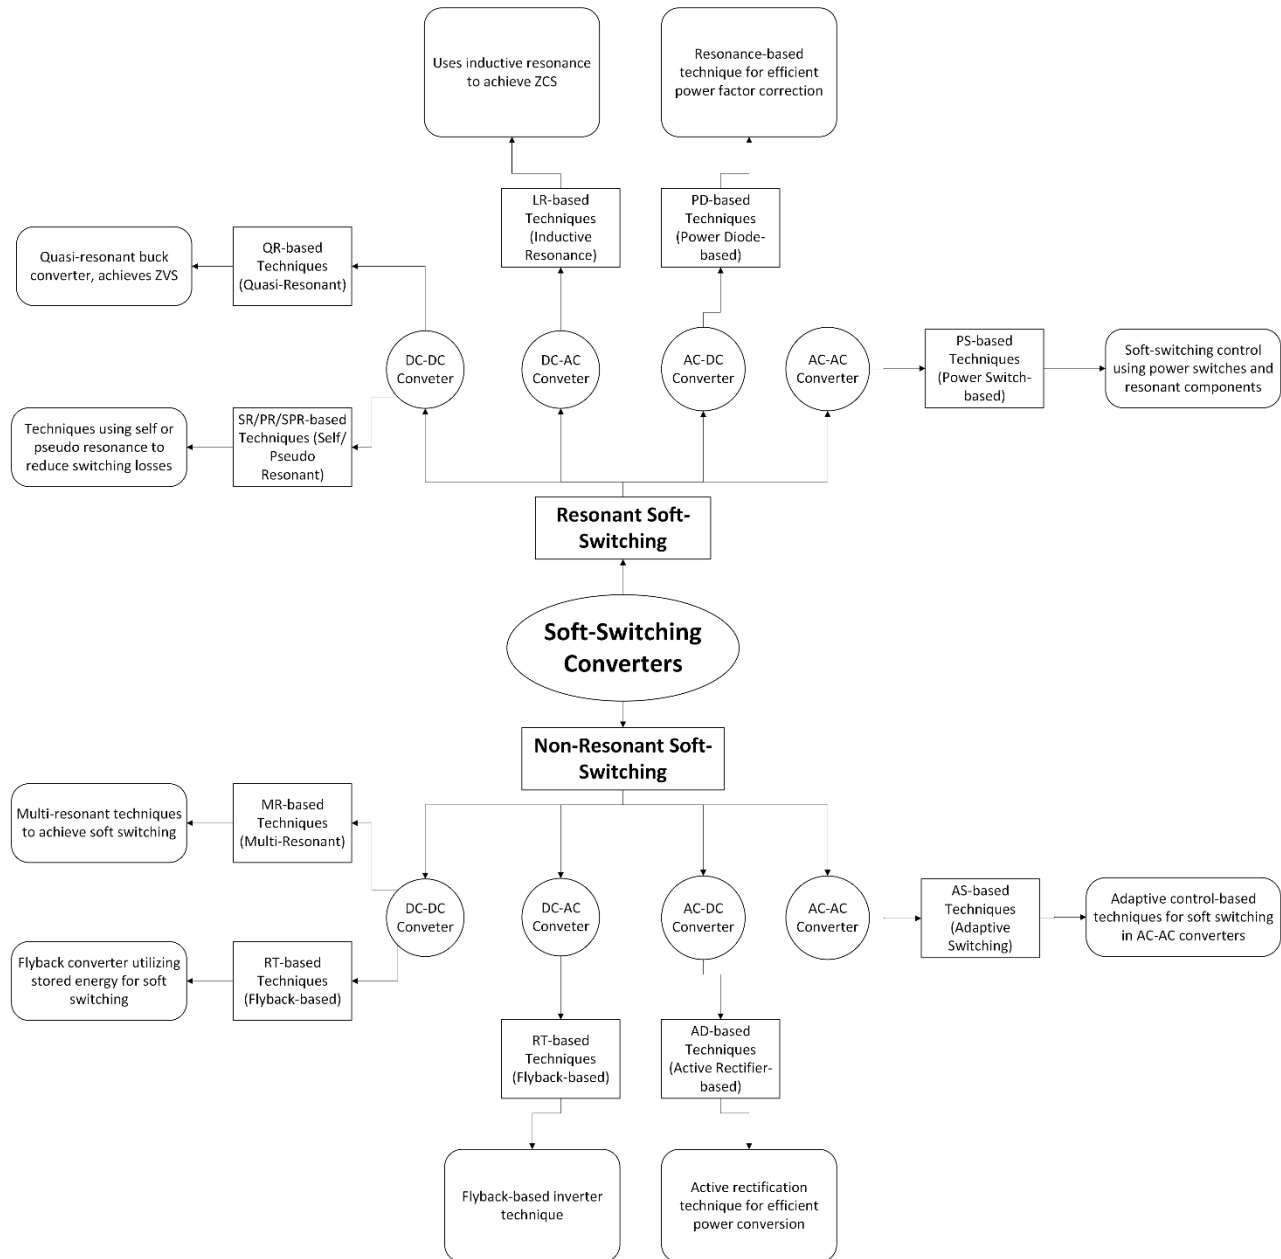 Uses inductive resonance
to achieve ZCS
Resonance-based
technique for efficient
power factor correction
LR-based
Techniques
(Inductive
Resonance)
PD-based
Techniques
(Power Diode-
based)
Quasi-resonant buck
converter, achieves ZVS
QR-based
Techniques
(Quasi-Resonant)
DC-DC
Conveter
DC-AC
Conveter
AC-DC
Converter
AC-AC
Converter
PS-based
Techniques
(Power Switch-
based)
Soft-switching control
using power switches and
resonant components
Techniques using self or
pseudo resonance to
reduce switching losses
SR/PR/SPR-based
Techniques (Self/
Pseudo
Resonant)
Resonant Soft-
Switching
Soft-Switching
Converters
Non-Resonant Soft-
Switching
Multi-resonant techniques
to achieve soft switching
MR-based
Techniques
(Multi-Resonant)
DC-DC
Conveter
DC-AC
Conveter
AC-DC
Converter
AC-AC
Converter
AS-based
Techniques
(Adaptive
Switching)
Adaptive control-based
techniques for soft switching
in AC-AC converters
Flyback converter utilizing
stored energy for soft
switching
RT-based
Techniques
(Flyback-based)
RT-based
Techniques
(Flyback-based)
AD-based
Techniques
(Active Rectifier-
based)
Flyback-based inverter
technique
Active rectification
technique for efficient
power conversion